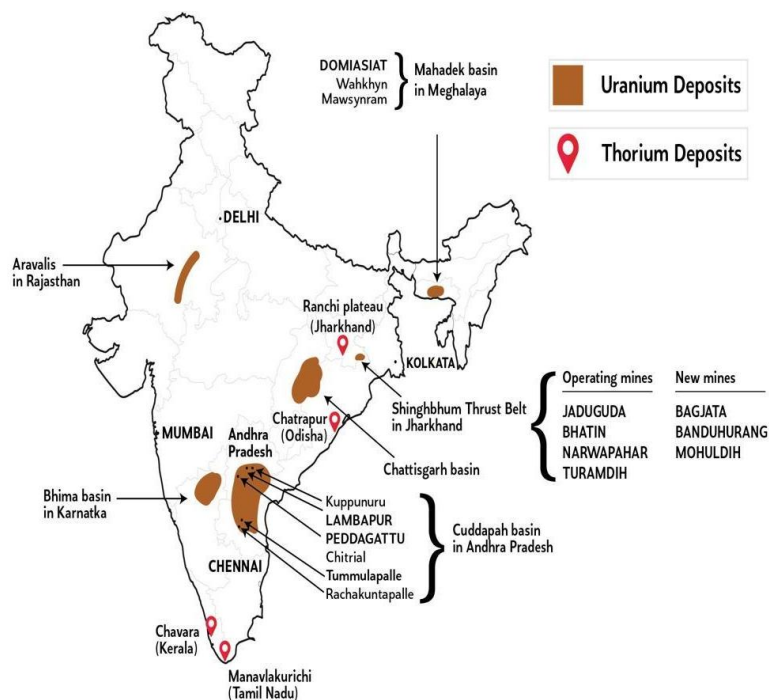 DOMIASIAT
Wahkhyn
Mawsynram
Mahadek basin
in Meghalaya
Uranium Deposits
Thorium Deposits
DELHI
Aravalis
in Rajasthan
Ranchi plateau
(Jharkhand)
KOLKATA
Shinghbhum Thrust Belt
in Jharkhand
Operating mines
JADUGUDA
BHATIN
NARWAPAHAR
TURAMDIH
New mines
BAGJATA
BANDUHURANG
MOHULDIH
Chatrapur
(Odisha)
MUMBAI
Andhra
Pradesh
Chattisgarh basin
Bhima basin
in Karnatka
Kuppunuru
LAMBAPUR
PEDDAGATTU
Chitrial
Tummulapalle
Rachakuntapalle
Cuddapah basin
in Andhra Pradesh
CHENNAI
Chavara
(Kerala)
Manavlakurichi
(Tamil Nadu)